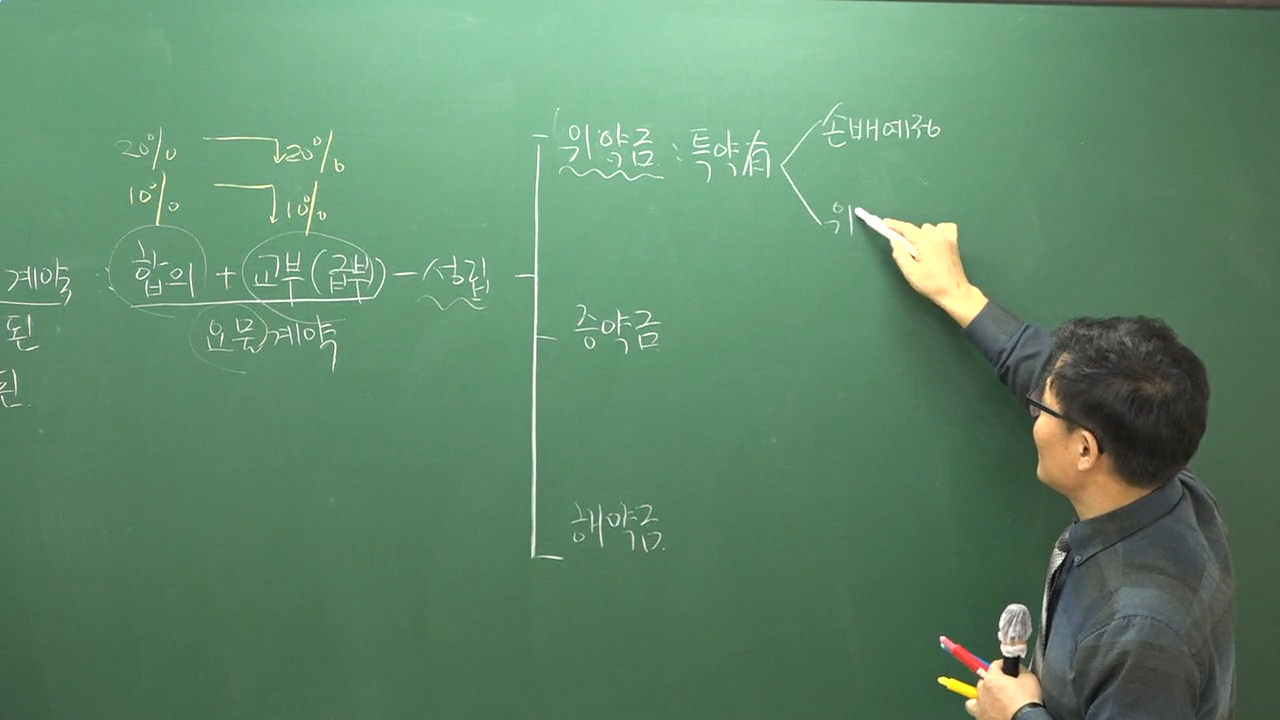 20% 20%
10% 10%
계약 : 합의 + 교부(급부) - 성립
요물계약
된
된
위약금 : 특약有
손배예정
위
증약금
해약금